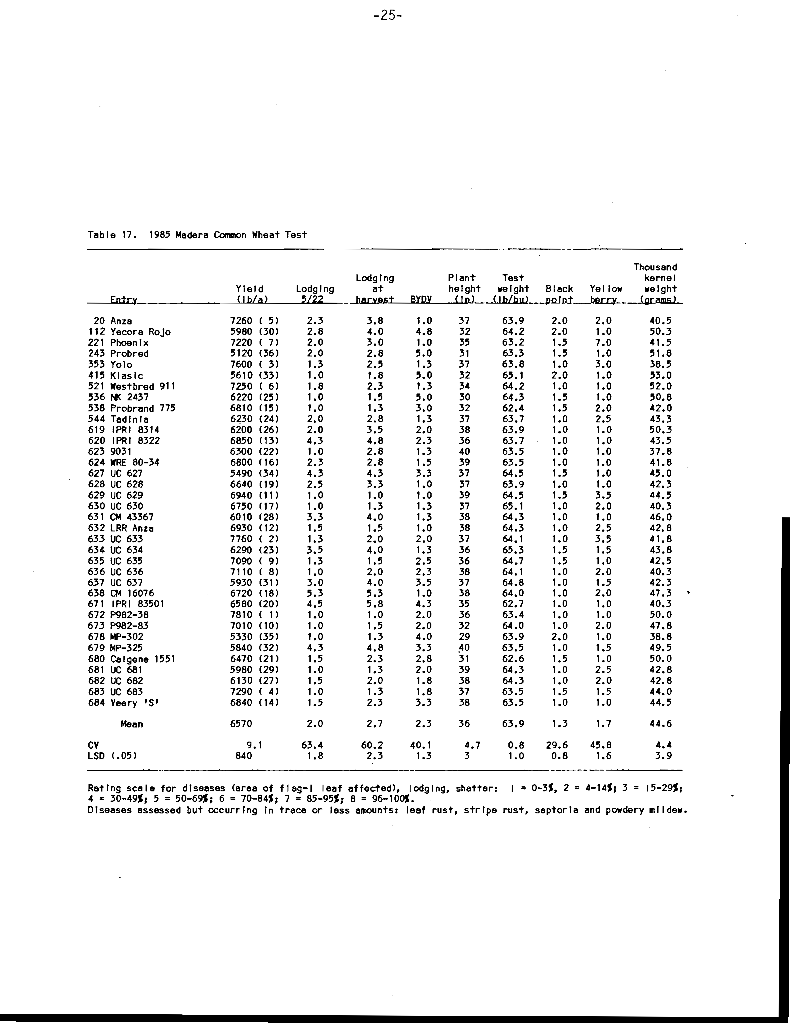 -25-
Table 17. 1985 Madera Common Wheat Test
Thousand
Lodging Plant Test kernel
Yield Lodging at height weight Black Yellow weight
Entry (lb/a) 5/22 harvest BYDV (in) (lb/bu) point berry (grams)
20 Anza 7260 ( 5) 2.3 3.8 1.0 37 63.9 2.0 2.0 40.5
112 Yecora Rojo 5980 (30) 2.8 4.0 4.8 32 64.2 2.0 1.0 50.3
221 Phoenix 7220 ( 7) 2.0 3.0 1.0 35 63.2 1.5 7.0 41.5
243 Probred 5120 (36) 2.0 2.8 5.0 31 63.3 1.5 1.0 51.8
353 Yolo 7600 ( 3) 1.3 2.5 1.3 37 63.8 1.0 3.0 38.5
415 Klasic 5610 (33) 1.0 1.8 5.0 32 65.1 2.0 1.0 53.0
521 Westbred 911 7250 ( 6) 1.8 2.3 1.3 34 64.2 1.0 1.0 52.0
536 NK 2437 6220 (25) 1.0 1.5 5.0 30 64.3 1.5 1.0 50.8
538 Probrand 775 6810 (15) 1.0 1.3 3.0 32 62.4 1.5 2.0 42.0
544 Tadinia 6230 (24) 2.0 2.8 1.3 37 63.7 1.0 2.5 43.3
619 IPRI 8314 6200 (26) 2.0 3.5 2.0 38 63.9 1.0 1.0 50.3
620 IPRI 8322 6850 (13) 4.3 4.8 2.3 36 63.7 1.0 1.0 43.5
623 9031 6300 (22) 1.0 2.8 1.3 40 63.5 1.0 1.0 37.8
624 WRE 80-34 6800 (16) 2.3 2.8 1.5 39 63.5 1.0 1.0 41.8
627 UC 627 5490 (34) 4.3 4.3 3.3 37 64.5 1.5 1.0 45.0
628 UC 628 6640 (19) 2.5 3.3 1.0 37 63.9 1.0 1.0 42.3
629 UC 629 6940 (11) 1.0 1.0 1.0 39 64.5 1.5 3.5 44.5
630 UC 630 6750 (17) 1.0 1.3 1.3 37 65.1 1.0 2.0 40.3
631 CM 43367 6010 (28) 3.3 4.0 1.3 38 64.3 1.0 1.0 46.0
632 LRR Anza 6930 (12) 1.5 1.5 1.0 38 64.3 1.0 2.5 42.8
633 UC 633 7760 ( 2) 1.3 2.0 2.0 37 64.1 1.0 3.5 41.8
634 UC 634 6290 (23) 3.5 4.0 1.3 36 65.3 1.5 1.5 43.8
635 UC 635 7090 ( 9) 1.3 1.5 2.5 36 64.7 1.5 1.0 42.5
636 UC 636 7110 ( 8) 1.0 2.0 2.3 38 64.1 1.0 2.0 40.3
637 UC 637 5930 (31) 3.0 4.0 3.5 37 64.8 1.0 1.5 42.3
638 CM 16076 6720 (18) 5.3 5.3 1.0 38 64.0 1.0 2.0 47.3
671 IPRI 83501 6580 (20) 4.5 5.8 4.3 35 62.7 1.0 1.0 40.3
672 P982-38 7810 ( 1) 1.0 1.0 2.0 36 63.4 1.0 1.0 50.0
673 P982-83 7010 (10) 1.0 1.5 2.0 32 64.0 1.0 2.0 47.8
678 MP-302 5330 (35) 1.0 1.3 4.0 29 63.9 2.0 1.0 38.8
679 MP-325 5840 (32) 4.3 4.8 3.3 40 63.5 1.0 1.5 49.5
680 Calgene 1551 6470 (21) 1.5 2.3 2.8 31 62.6 1.5 1.0 50.0
681 UC 681 5980 (29) 1.0 1.3 2.0 39 64.3 1.0 2.5 42.8
682 UC 682 6130 (27) 1.5 2.0 1.8 38 64.3 1.0 2.0 42.8
683 UC 683 7290 ( 4) 1.0 1.3 1.8 37 63.5 1.5 1.5 44.0
684 Veery 'S' 6840 (14) 1.5 2.3 3.3 38 63.5 1.0 1.0 44.5
Mean 6570 2.0 2.7 2.3 36 63.9 1.3 1.7 44.6
CV 9.1 63.4 60.2 40.1 4.7 0.8 29.6 45.8 4.4
LSD (.05) 840 1.8 2.3 1.3 3 1.0 0.8 1.6 3.9
Rating scale for diseases (area of flag-1 leaf affected), lodging, shatter: 1 = 0-3%, 2 = 4-14%; 3 = 15-29%;
4 = 30-49%; 5 = 50-69%; 6 = 70-84%; 7 = 85-95%; 8 = 96-100%.
Diseases assessed but occurring in trace or less amounts: leaf rust, stripe rust, septoria and powdery mildew.